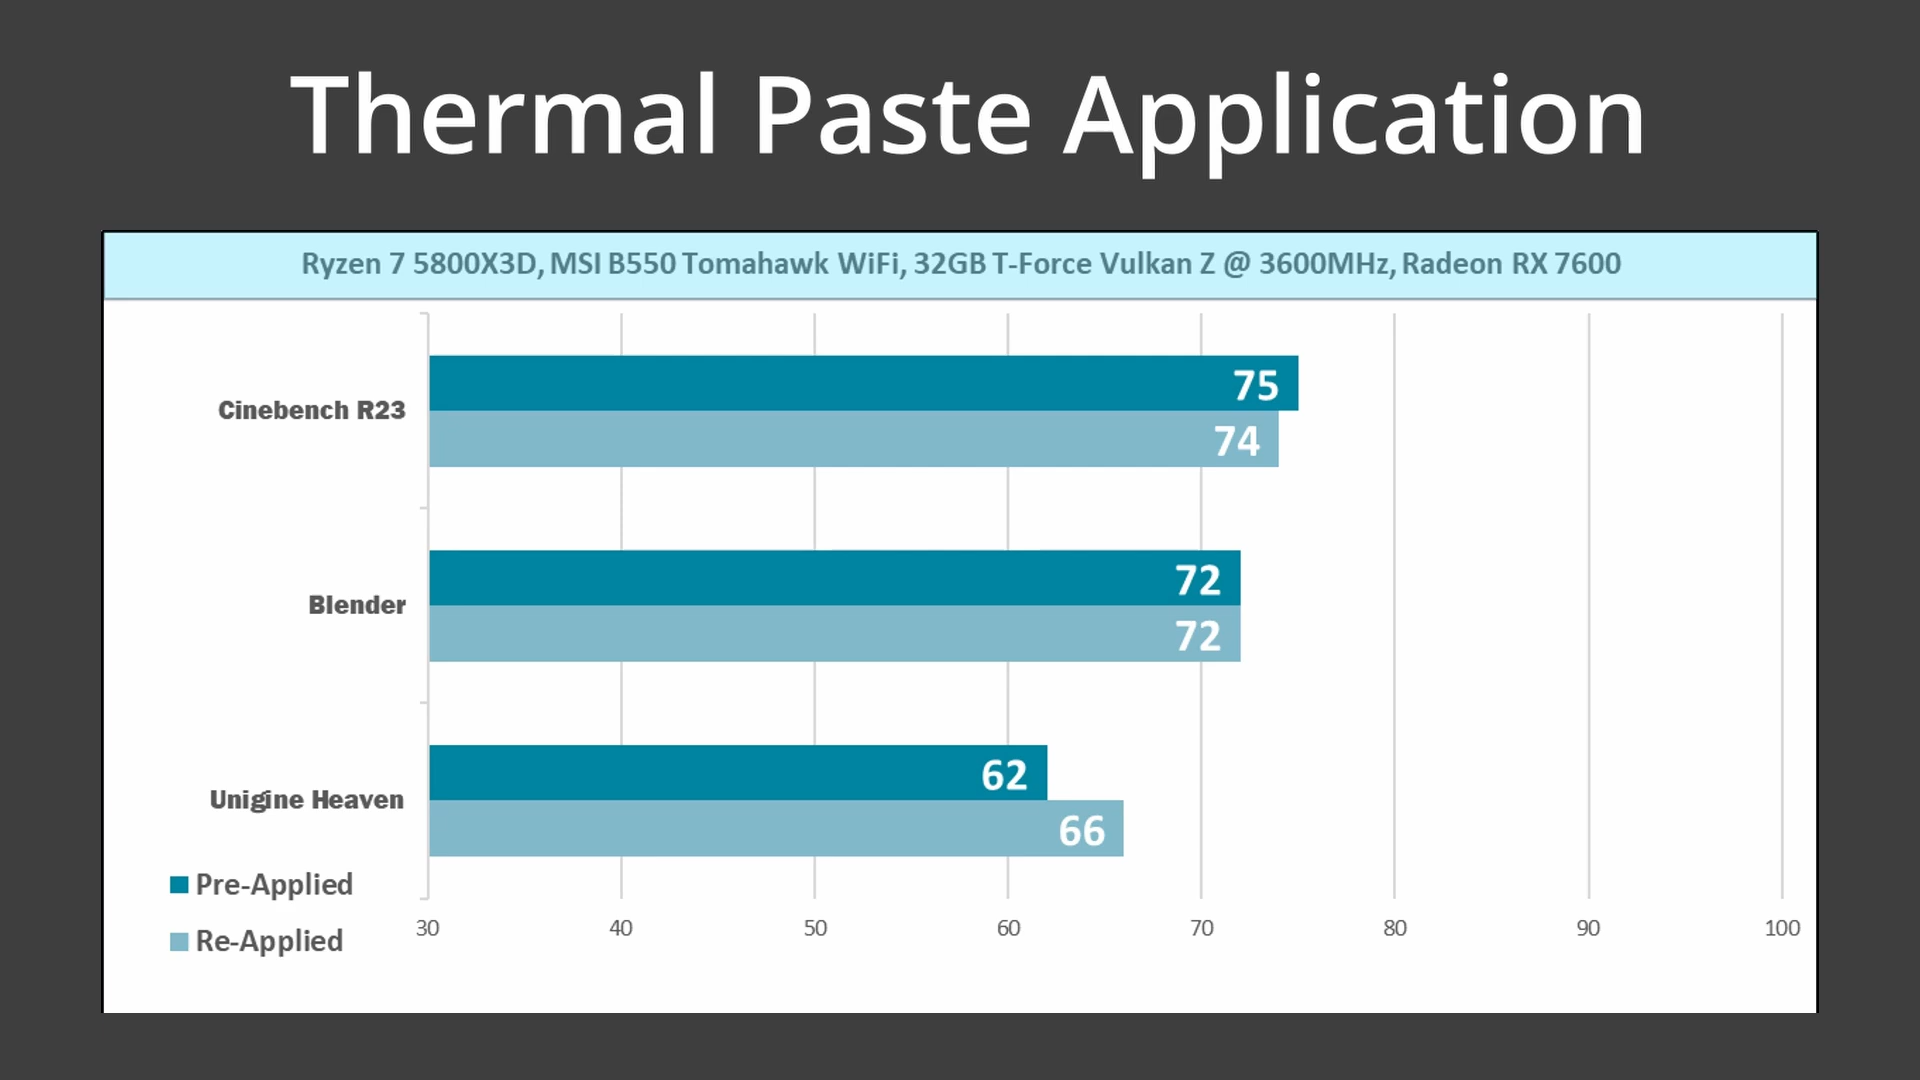 Thermal Paste Application
Ryzen 7 5800X3D, MSI B550 Tomahawk WiFi, 32GB T-Force Vulkan Z @ 3600MHz, Radeon RX 7600
Cinebench R23
75
74
Blender
72
72
Unigine Heaven
62
66
Pre-Applied
Re-Applied
30 40 50 60 70 80 90 100